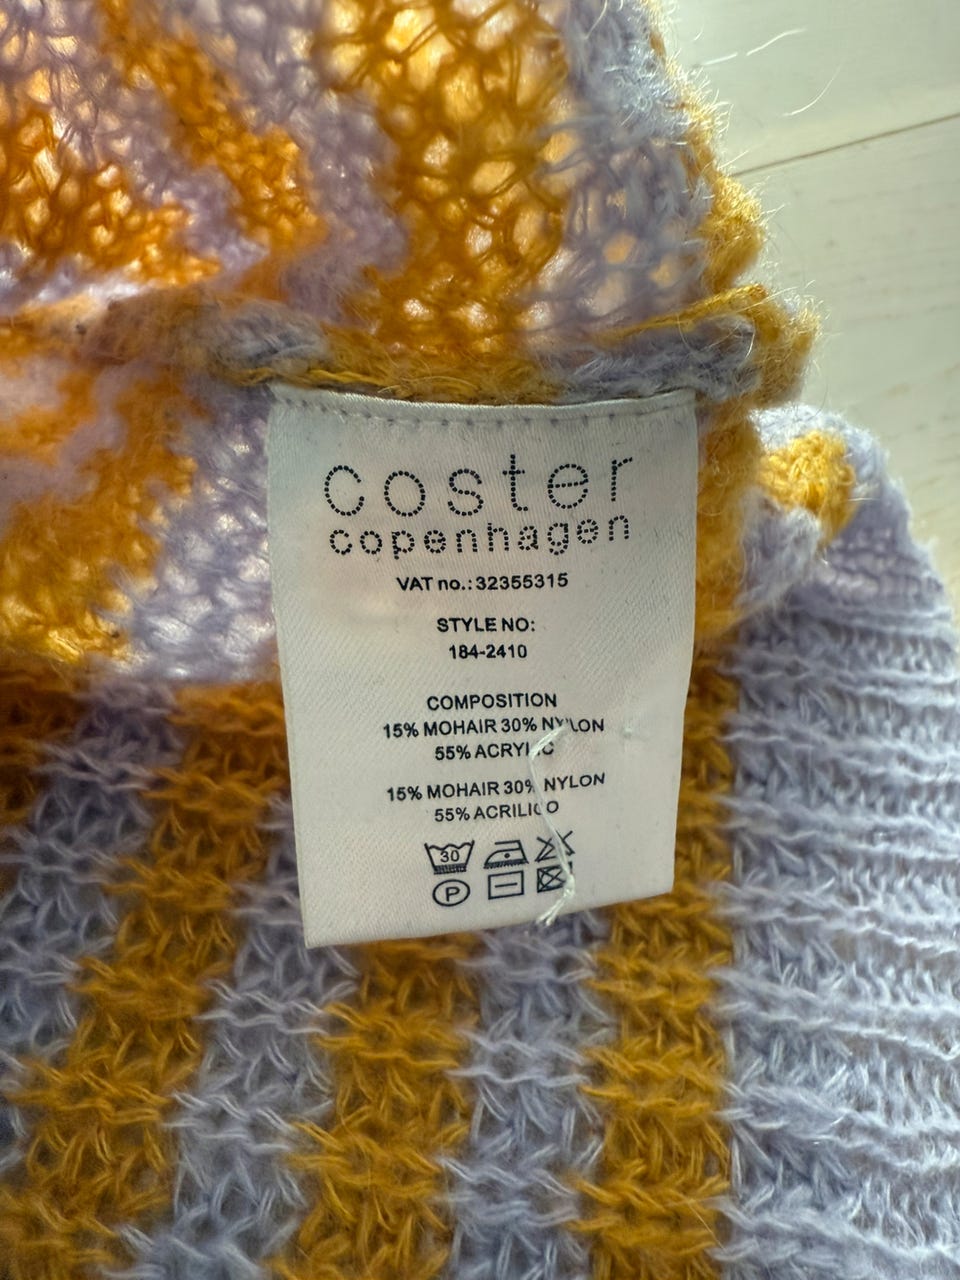 coster
copenhagen
VAT no.: 32355315
STYLE NO:
184-2410
COMPOSITION
15% MOHAIR 30% NYLON
55% ACRYLIC
15% MOHAIR 30% NYLON
55% ACRILICO
30
P